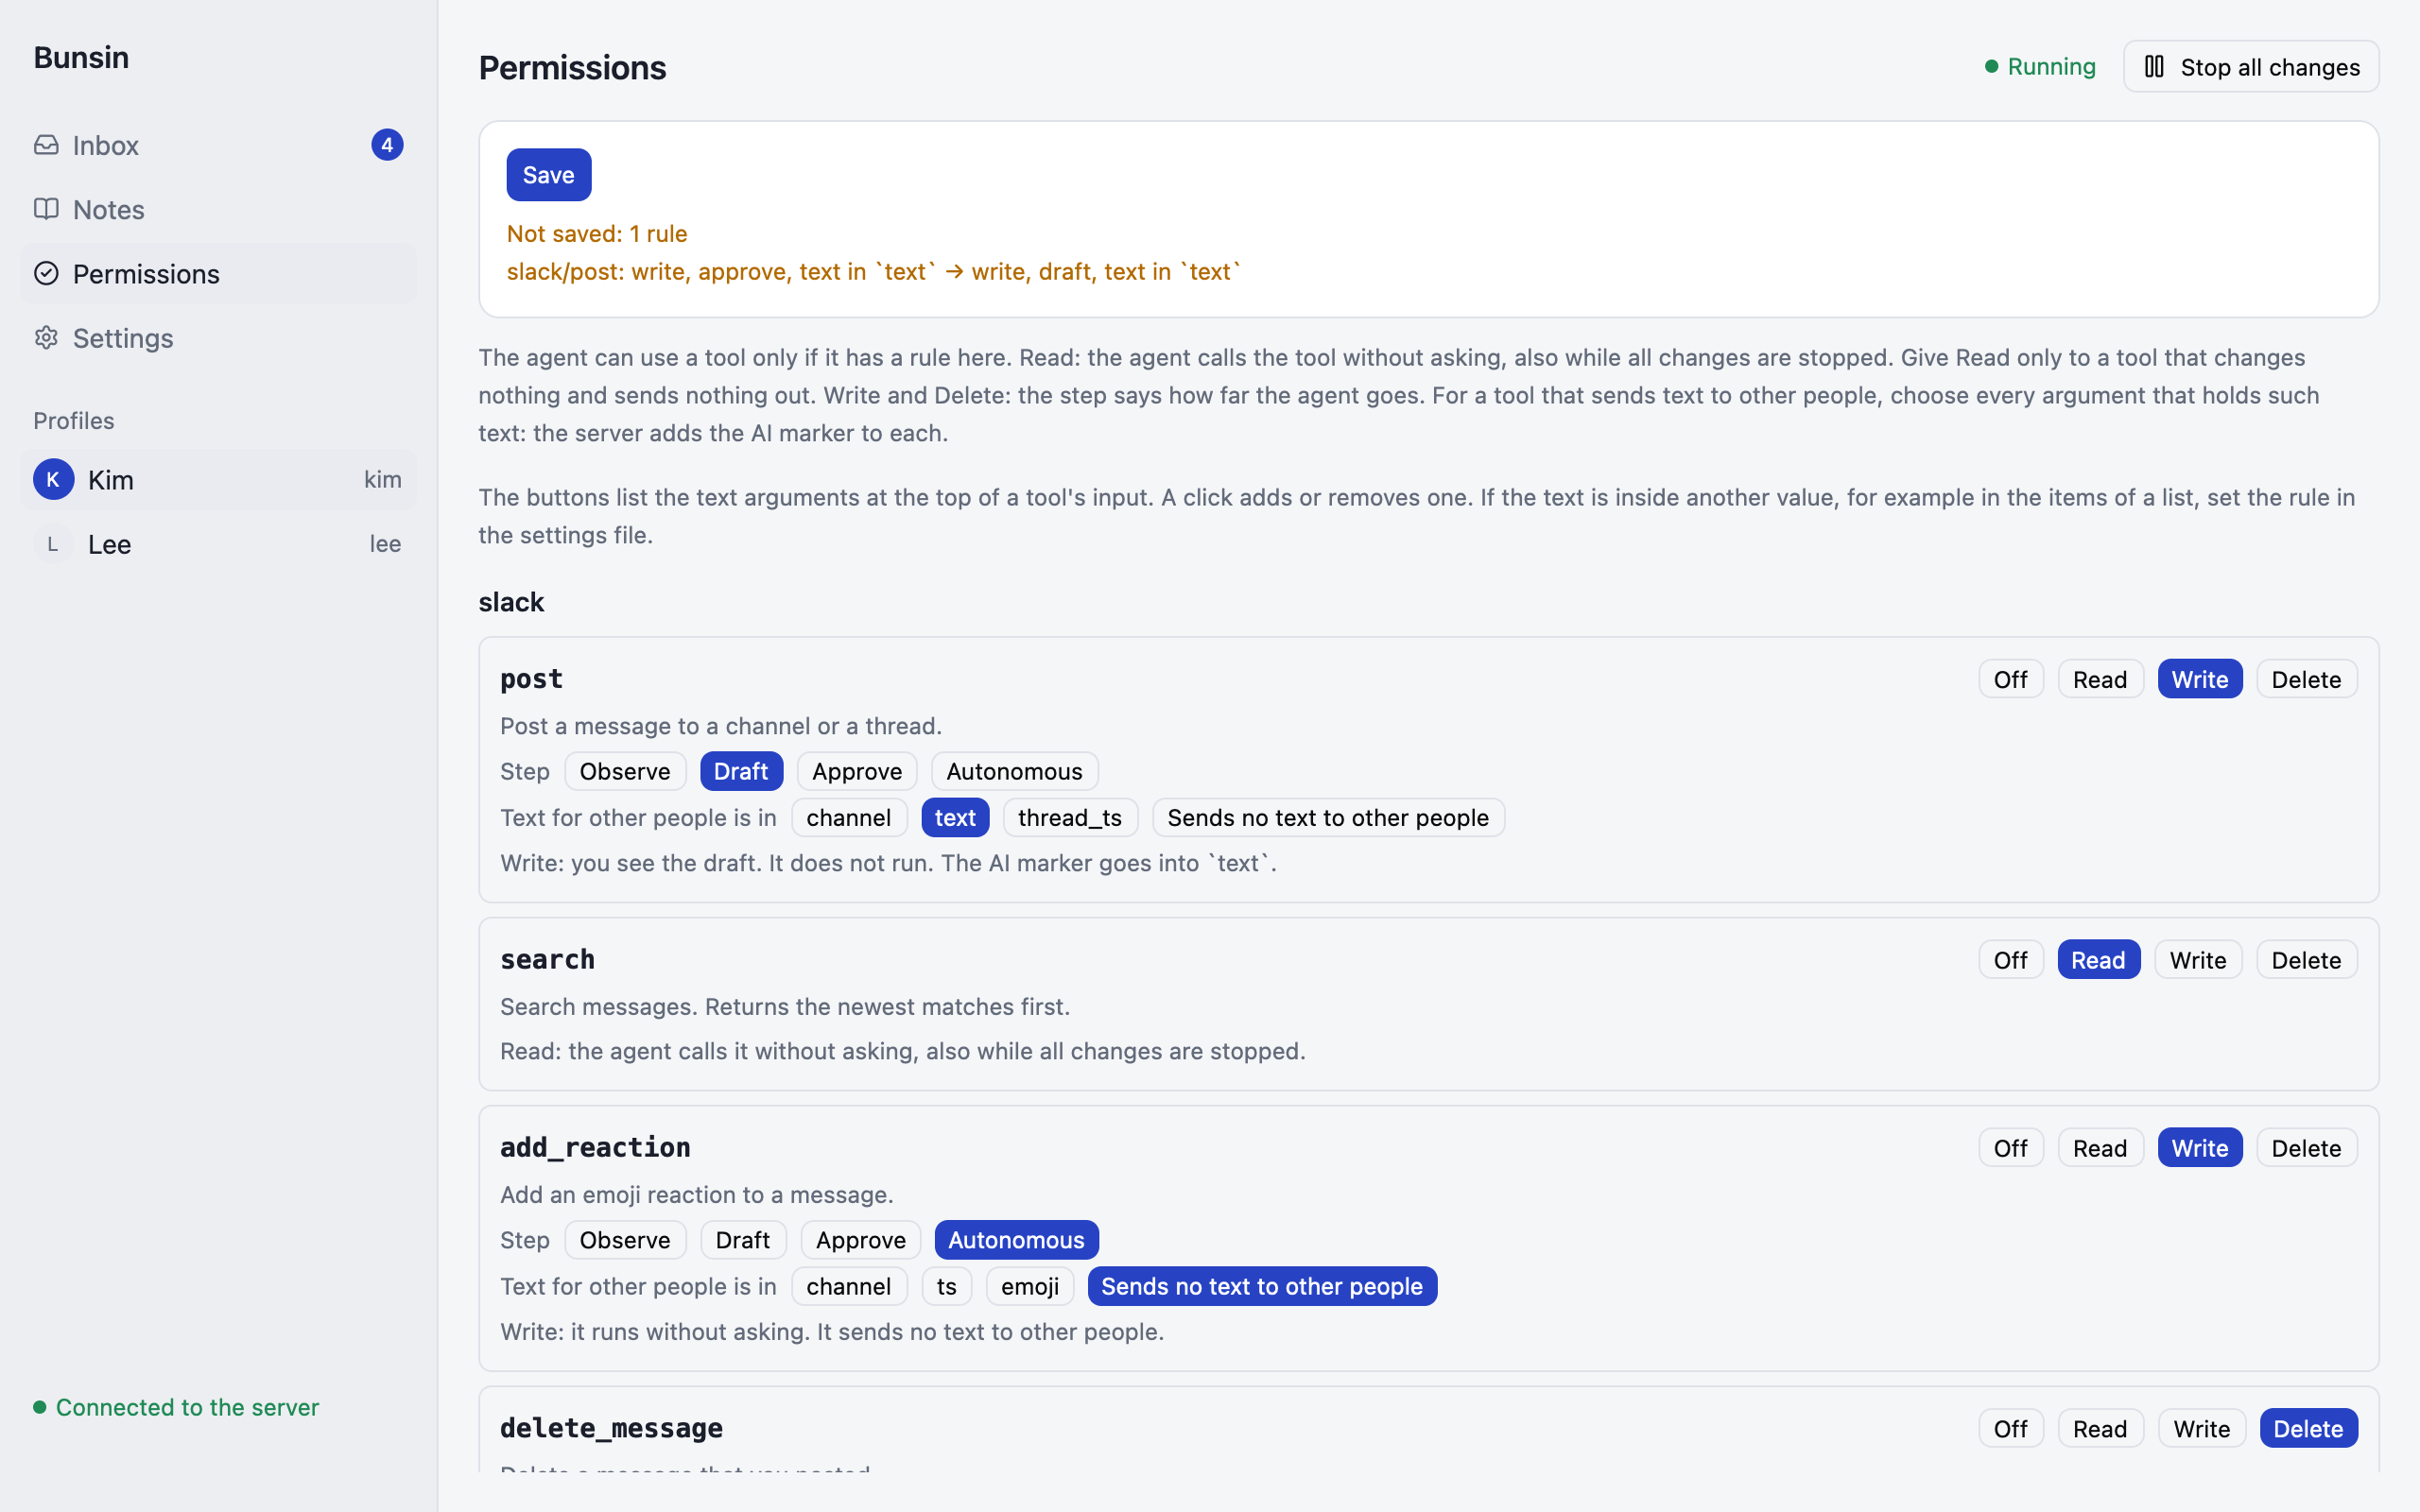 Bunsin
Inbox 4
Notes
Permissions
Settings
Profiles
K Kim kim
L Lee lee
Connected to the server
Permissions
Running
Stop all changes
Save
Not saved: 1 rule
slack/post: write, approve, text in `text` → write, draft, text in `text`
The agent can use a tool only if it has a rule here. Read: the agent calls the tool without asking, also while all changes are stopped. Give Read only to a tool that changes
nothing and sends nothing out. Write and Delete: the step says how far the agent goes. For a tool that sends text to other people, choose every argument that holds such
text: the server adds the AI marker to each.
The buttons list the text arguments at the top of a tool's input. A click adds or removes one. If the text is inside another value, for example in the items of a list, set the rule in
the settings file.
slack
post Off Read Write Delete
Post a message to a channel or a thread.
Step Observe Draft Approve Autonomous
Text for other people is in channel text thread_ts Sends no text to other people
Write: you see the draft. It does not run. The AI marker goes into `text`.
search Off Read Write Delete
Search messages. Returns the newest matches first.
Read: the agent calls it without asking, also while all changes are stopped.
add_reaction Off Read Write Delete
Add an emoji reaction to a message.
Step Observe Draft Approve Autonomous
Text for other people is in channel ts emoji Sends no text to other people
Write: it runs without asking. It sends no text to other people.
delete_message Off Read Write Delete
Delete a message that you posted